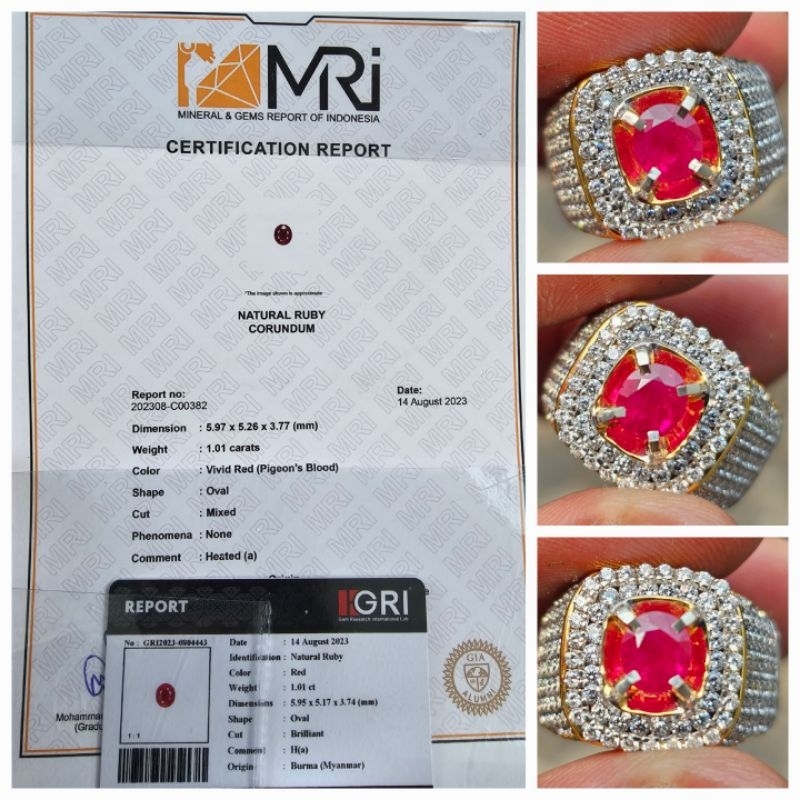 MRi
MINERAL & GEMS REPORT OF INDONESIA
CERTIFICATION REPORT
*The image shown is approximate
NATURAL RUBY
CORUNDUM
Report no:
202308-C00382
Date:
14 August 2023
Dimension : 5.97 x 5.26 x 3.77 (mm)
Weight : 1.01 carats
Color : Vivid Red (Pigeon's Blood)
Shape : Oval
Cut : Mixed
Phenomena : None
Comment : Heated (a)
Origin
REPORT
GRI
Gem Research International Lab
No : GRI2023-0904443
1 : 1
Date : 14 August 2023
Identification : Natural Ruby
Color : Red
Weight : 1.01 ct
Dimensions : 5.95 x 5.17 x 3.74 (mm)
Shape : Oval
Cut : Brilliant
Comment : H(a)
Origin : Burma (Myanmar)
GIA
ALUMNI